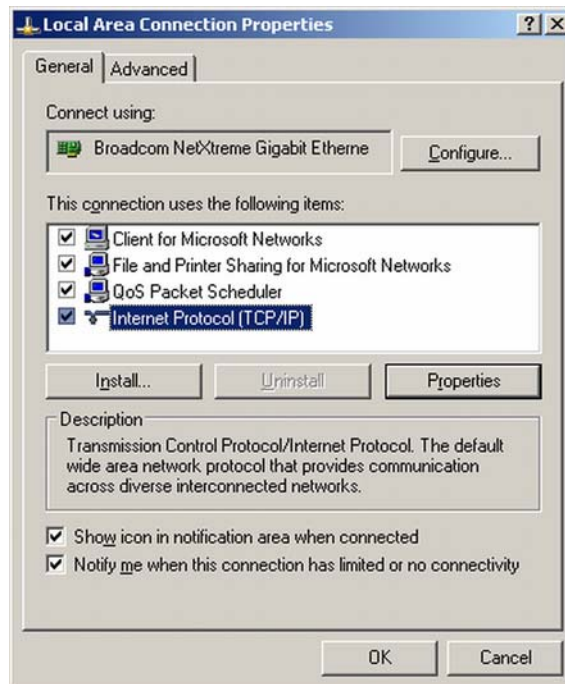 Local Area Connection Properties
General Advanced
Connect using:
Broadcom NetXtreme Gigabit Etherne Configure...
This connection uses the following items:
Client for Microsoft Networks
File and Printer Sharing for Microsoft Networks
QoS Packet Scheduler
Internet Protocol (TCP/IP)
Install... Uninstall Properties
Description
Transmission Control Protocol/Internet Protocol. The default
wide area network protocol that provides communication
across diverse interconnected networks.
Show icon in notification area when connected
Notify me when this connection has limited or no connectivity
OK Cancel